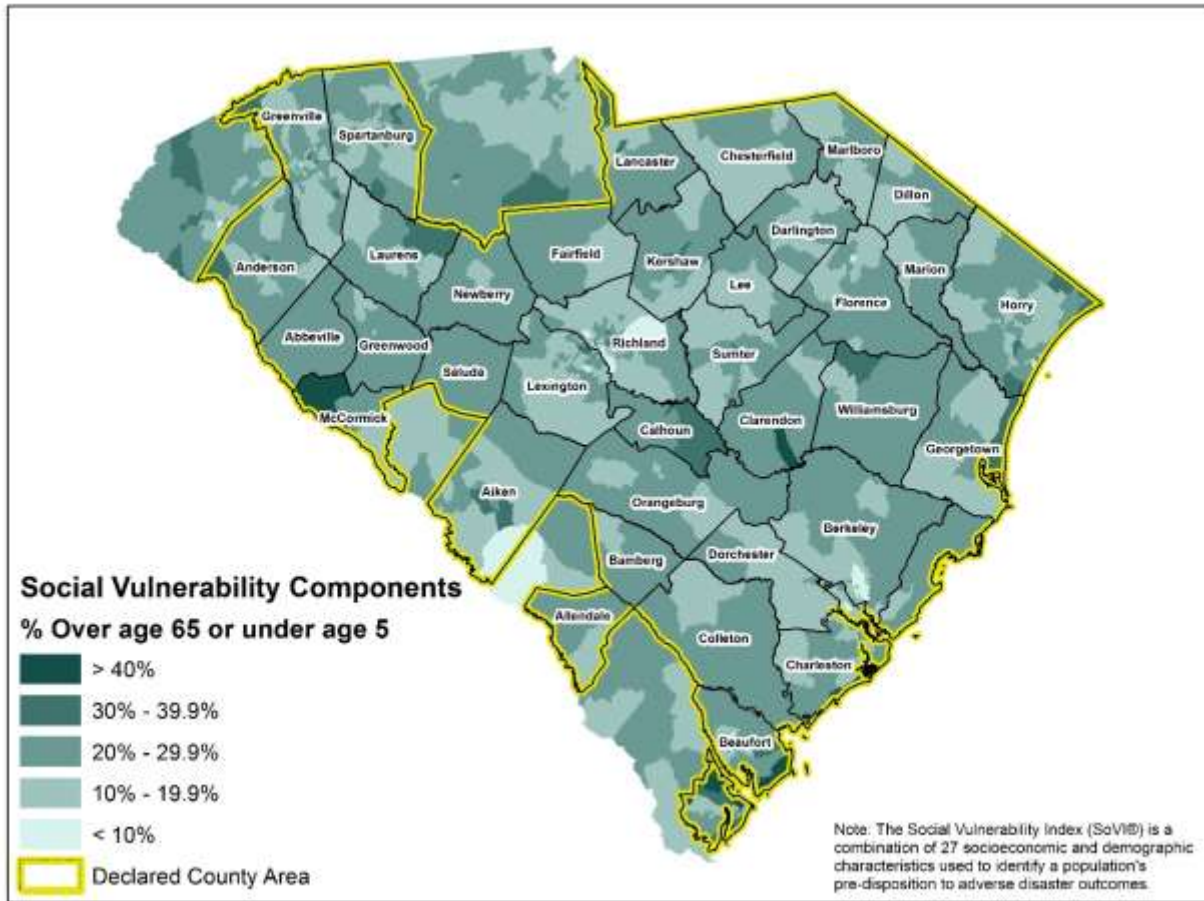 Greenville
Spartanburg
Lancaster
Chesterfield
Marlboro
Dillon
Darlington
Laurens
Fairfield
Kershaw
Marion
Anderson
Lee
Newberry
Florence
Horry
Abbeville
Greenwood
Richland
Sumter
Saluda
Lexington
McCormick
Calhoun
Clarendon
Williamsburg
Georgetown
Aiken
Orangeburg
Berkeley
Bamberg
Dorchester
Allendale
Colleton
Charleston
Beaufort
Social Vulnerability Components
% Over age 65 or under age 5
> 40%
30% - 39.9%
20% - 29.9%
10% - 19.9%
< 10%
Declared County Area
Note: The Social Vulnerability Index (SoVI®) is a
combination of 27 socioeconomic and demographic
characteristics used to identify a population's
pre-disposition to adverse disaster outcomes.